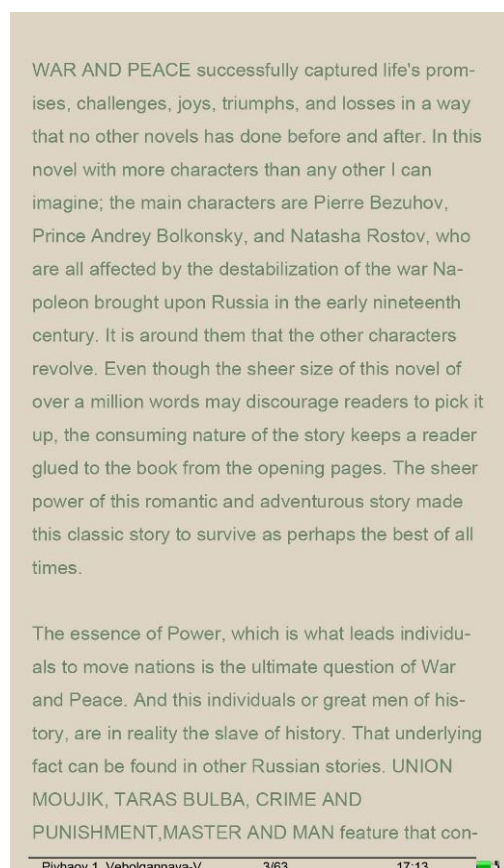 WAR AND PEACE successfully captured life's prom-
ises, challenges, joys, triumphs, and losses in a way
that no other novels has done before and after. In this
novel with more characters than any other I can
imagine; the main characters are Pierre Bezuhov,
Prince Andrey Bolkonsky, and Natasha Rostov, who
are all affected by the destabilization of the war Na-
poleon brought upon Russia in the early nineteenth
century. It is around them that the other characters
revolve. Even though the sheer size of this novel of
over a million words may discourage readers to pick it
up, the consuming nature of the story keeps a reader
glued to the book from the opening pages. The sheer
power of this romantic and adventurous story made
this classic story to survive as perhaps the best of all
times.
The essence of Power, which is what leads individu-
als to move nations is the ultimate question of War
and Peace. And this individuals or great men of his-
tory, are in reality the slave of history. That underlying
fact can be found in other Russian stories. UNION
MOUJIK, TARAS BULBA, CRIME AND
PUNISHMENT,MASTER AND MAN feature that con-
3/63 17:13